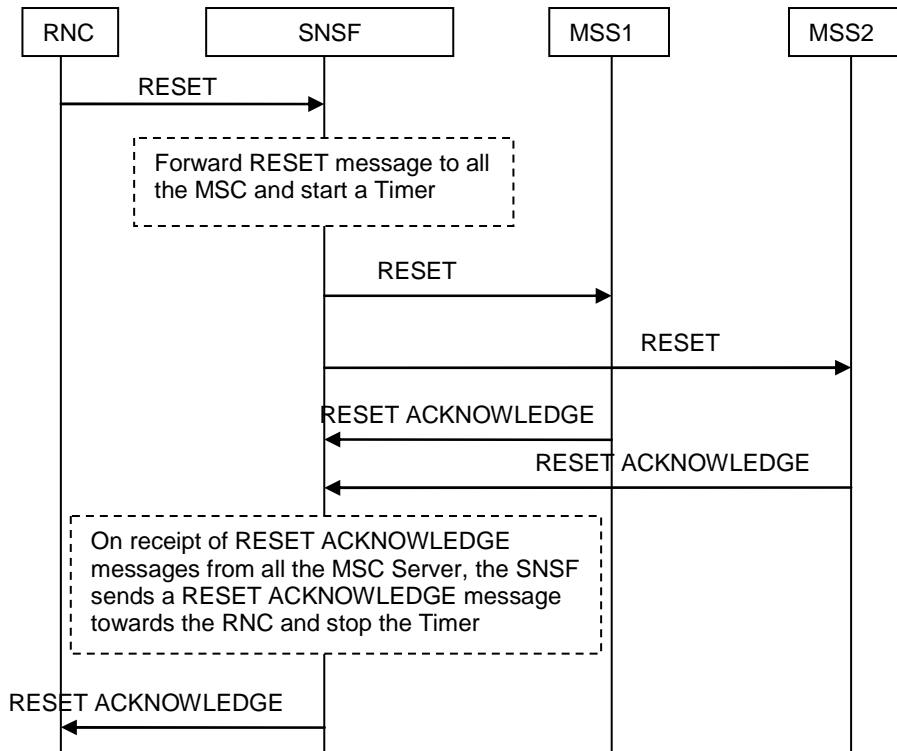 RNC SNSF MSS1 MSS2
RESET
Forward RESET message to all
the MSC and start a Timer
RESET
RESET
RESET ACKNOWLEDGE
RESET ACKNOWLEDGE
On receipt of RESET ACKNOWLEDGE
messages from all the MSC Server, the SNSF
sends a RESET ACKNOWLEDGE message
towards the RNC and stop the Timer
RESET ACKNOWLEDGE